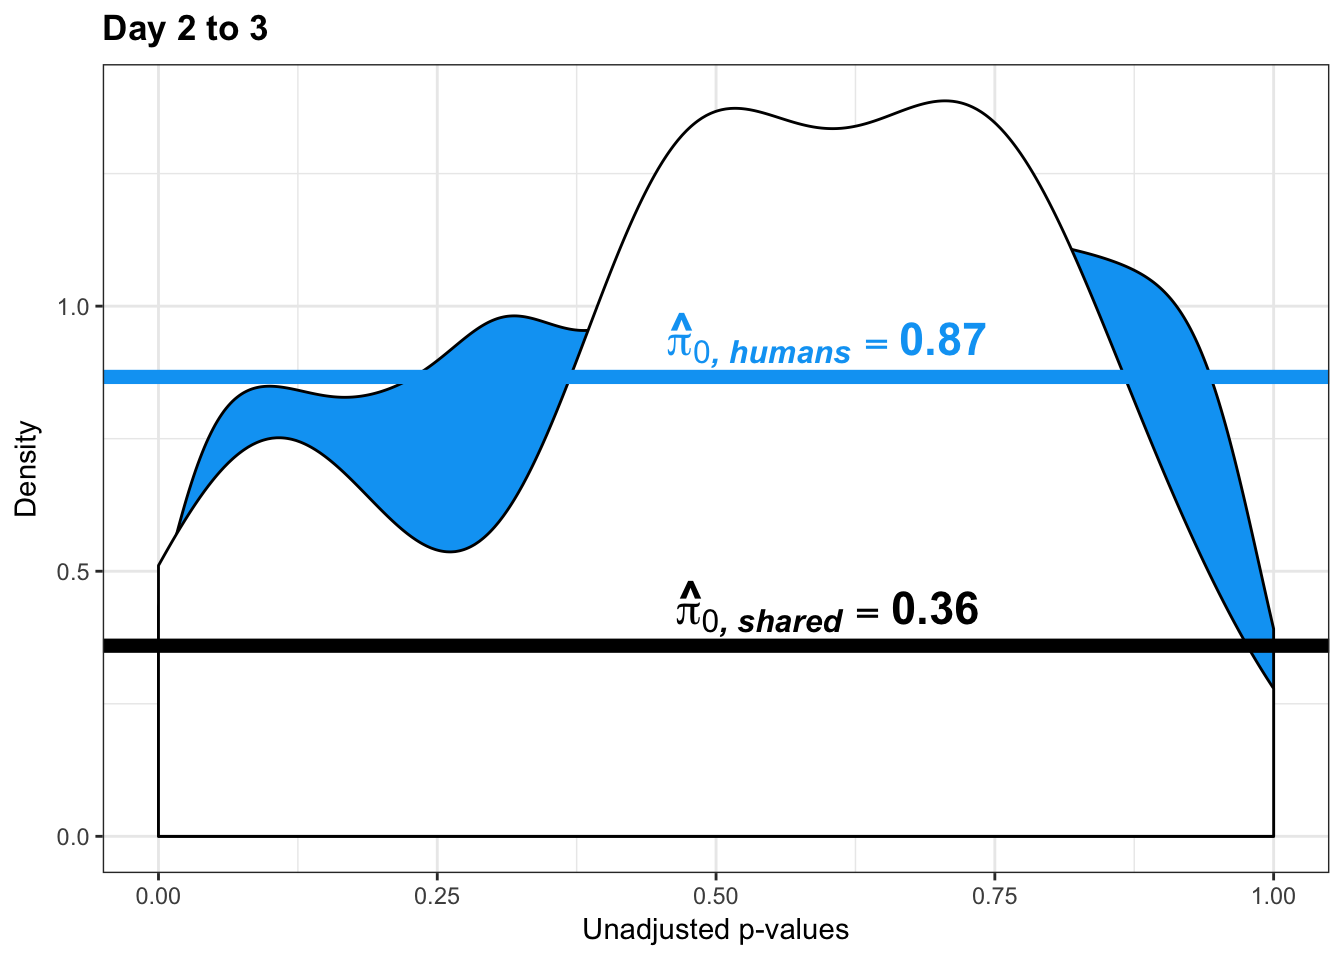 Day 2 to 3
Density
1.0
0.5
0.0
π̂0, humans = 0.87
π̂0, shared = 0.36
0.00 0.25 0.50 0.75 1.00
Unadjusted p-values